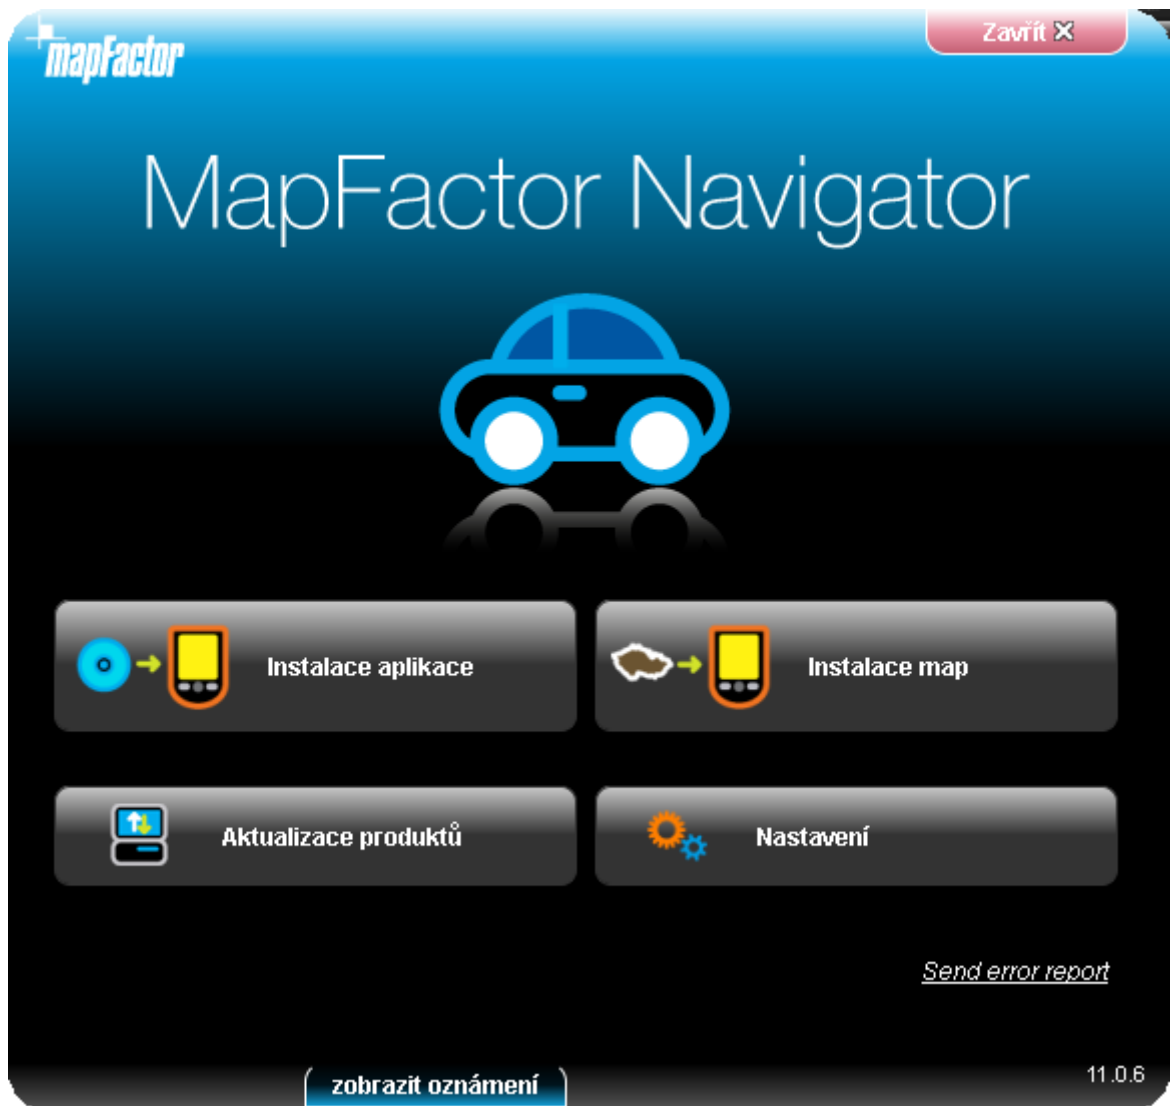 mapFactor
Zavřít
MapFactor Navigator
Instalace aplikace
Instalace map
Aktualizace produktů
Nastavení
Send error report
zobrazit oznámení
11.0.6